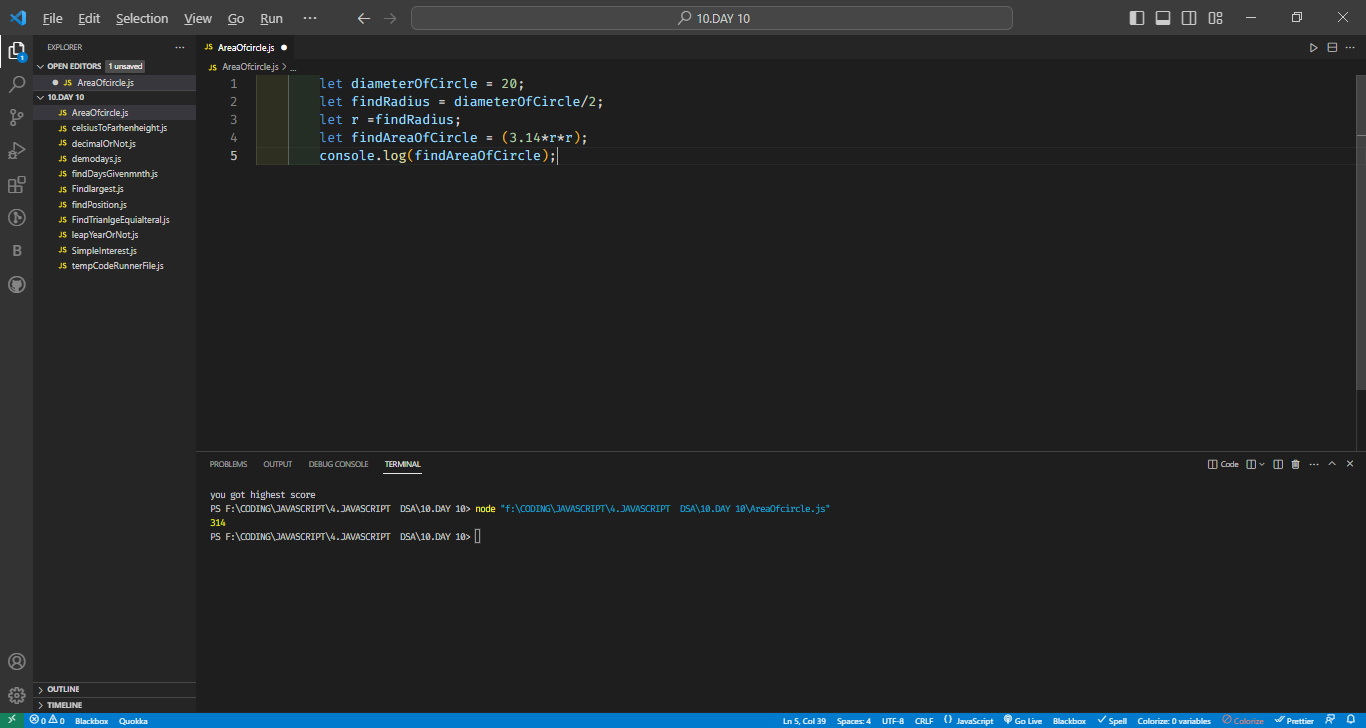 File Edit Selection View Go Run ··· 10.DAY 10
EXPLORER ···
OPEN EDITORS 1 unsaved
JS AreaOfcircle.js
10.DAY 10
JS AreaOfcircle.js
JS celsiusToFarhenheight.js
JS decimalOrNot.js
JS demodays.js
JS findDaysGivenmnth.js
JS Findlargest.js
JS findPosition.js
JS FindTrianlgeEquialteral.js
JS leapYearOrNot.js
JS SimpleInterest.js
JS tempCodeRunnerFile.js
OUTLINE
TIMELINE
JS AreaOfcircle.js
JS AreaOfcircle.js > ...
1 let diameterOfCircle = 20;
2 let findRadius = diameterOfCircle/2;
3 let r =findRadius;
4 let findAreaOfCircle = (3.14*r*r);
5 console.log(findAreaOfCircle);
PROBLEMS OUTPUT DEBUG CONSOLE TERMINAL Code
you got highest score
PS F:\CODING\JAVASCRIPT\4.JAVASCRIPT  DSA\10.DAY 10> node "f:\CODING\JAVASCRIPT\4.JAVASCRIPT  DSA\10.DAY 10\AreaOfcircle.js"
314
PS F:\CODING\JAVASCRIPT\4.JAVASCRIPT  DSA\10.DAY 10>
0 0 Blackbox Quokka Ln 5, Col 39 Spaces: 4 UTF-8 CRLF {} JavaScript Go Live Blackbox Spell Colorize: 0 variables Colorize Prettier